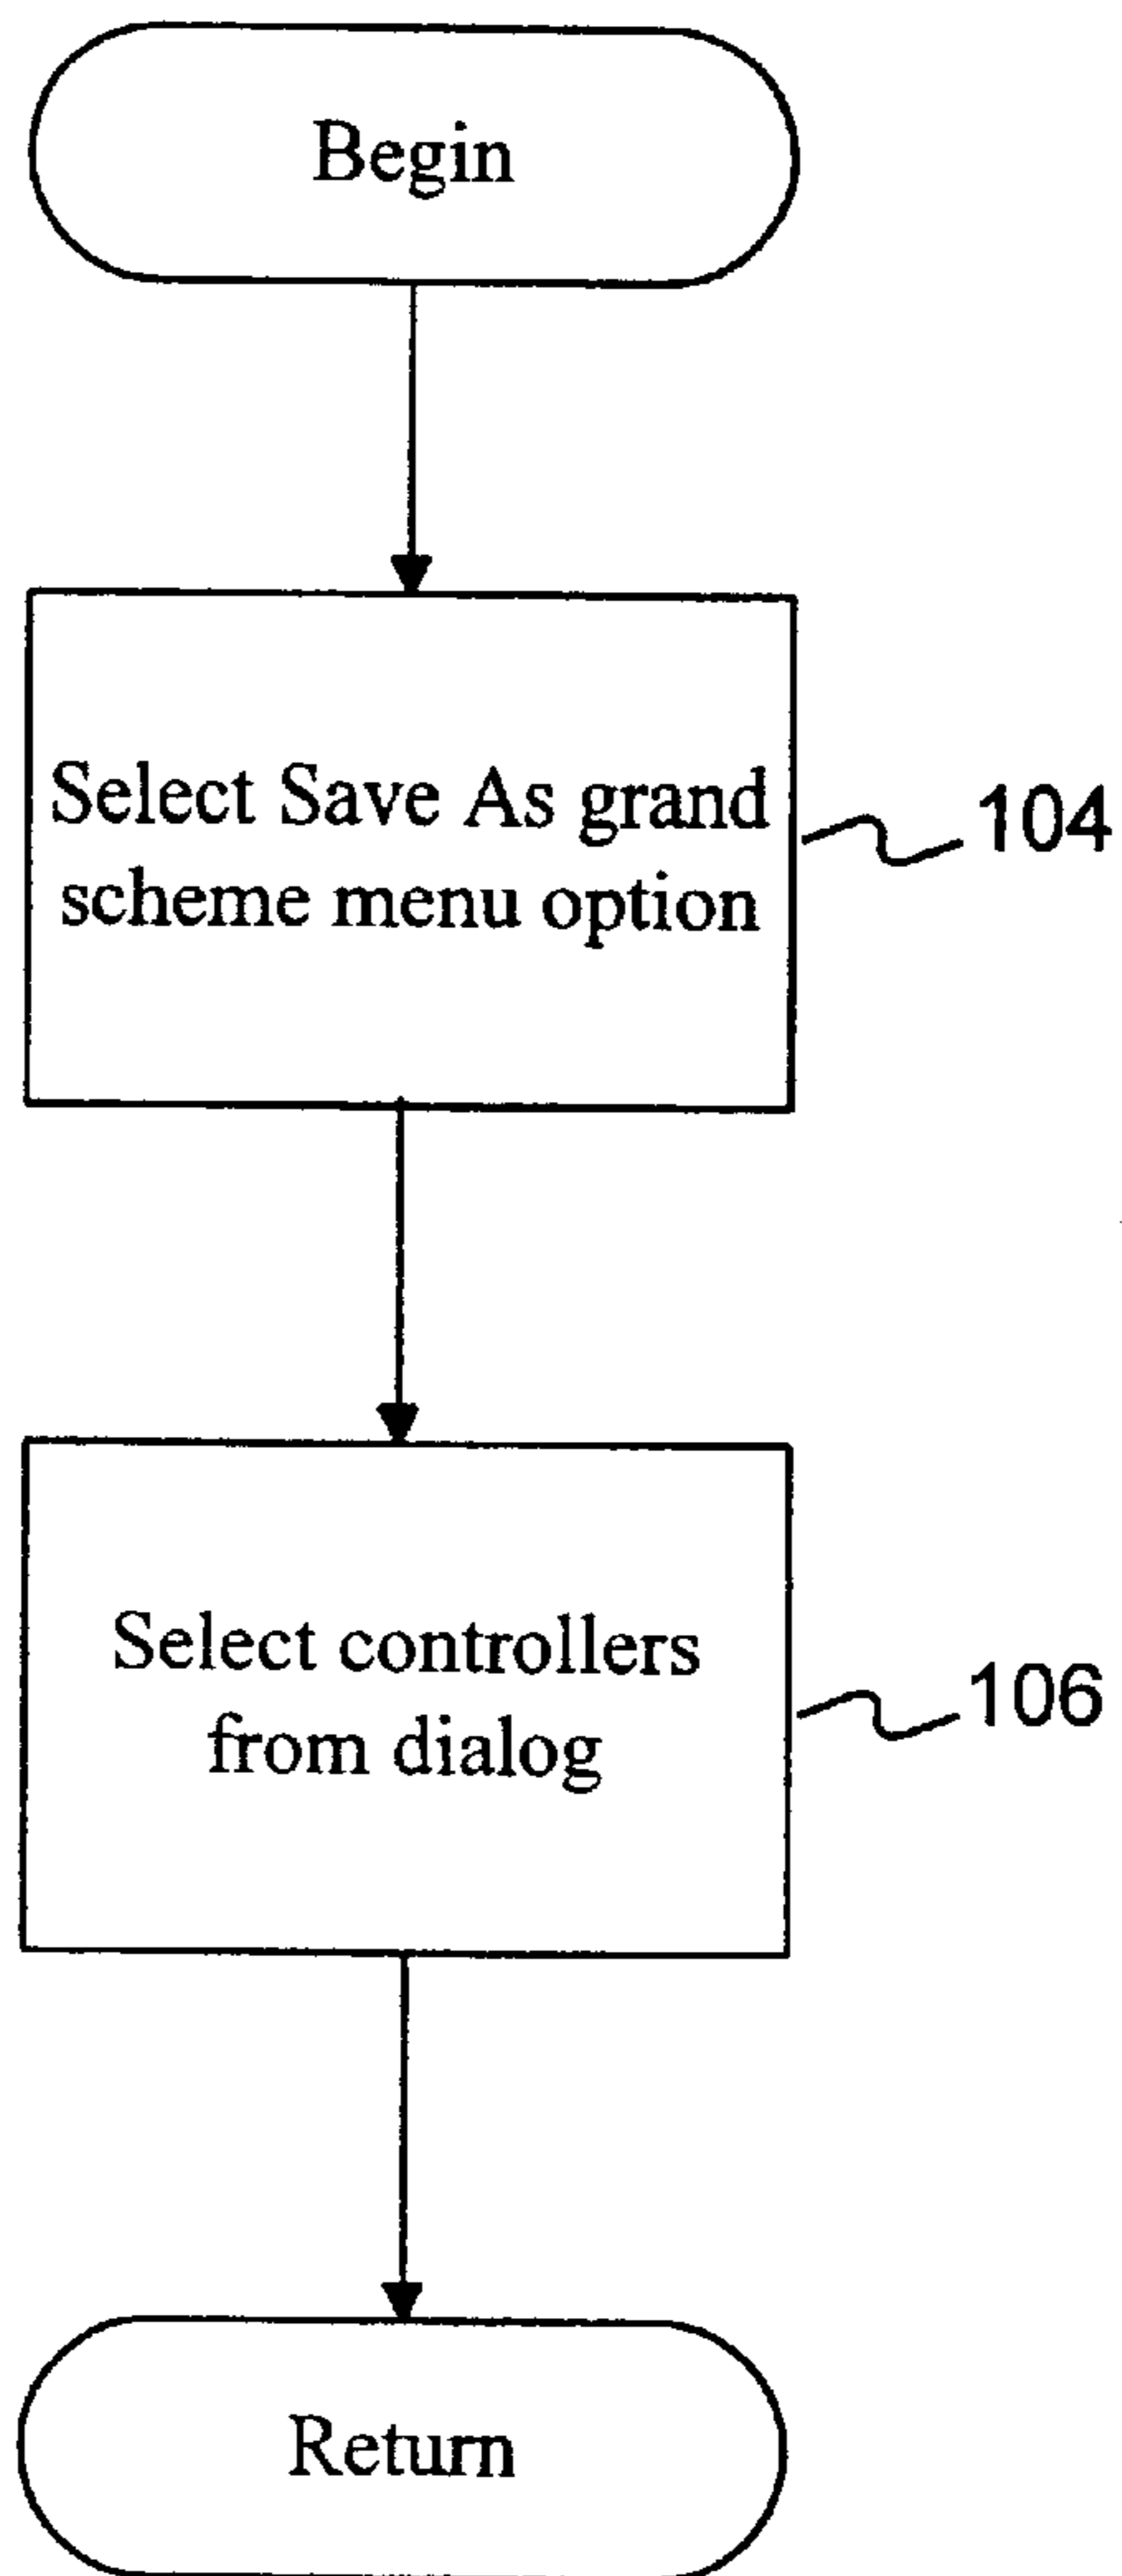 Begin
Select Save As grand
scheme menu option
104
Select controllers
from dialog
106
Return